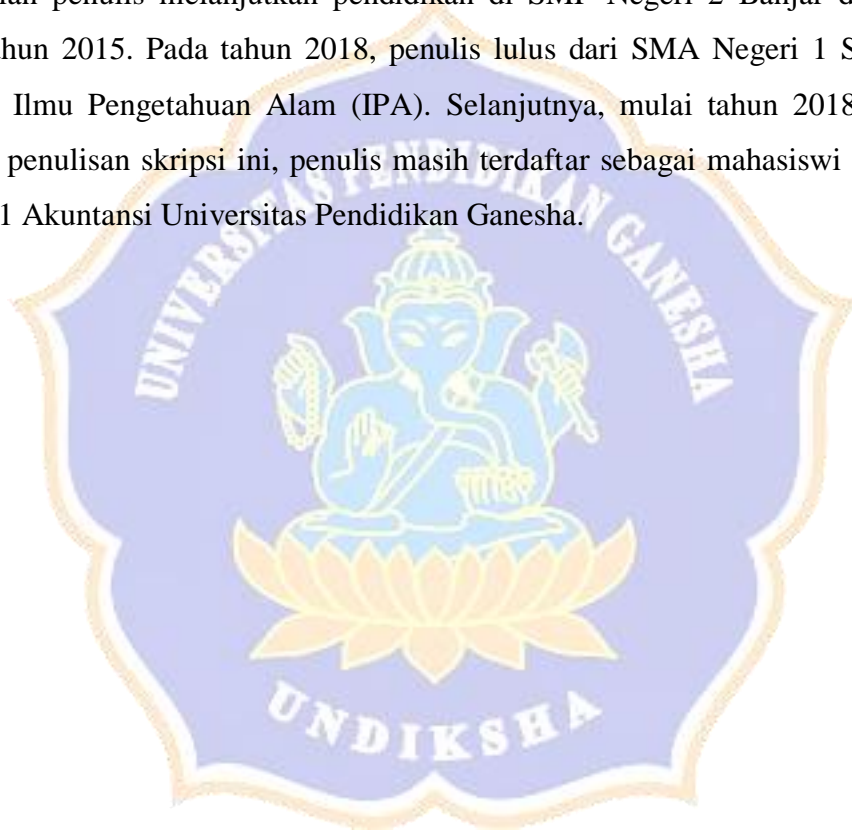 penulis melanjutkan pendidikan di SMP Negeri 2 Banjar
2015. Pada tahun 2018, penulis lulus dari SMA Negeri 1
Ilmu Pengetahuan Alam (IPA). Selanjutnya, mulai tahun 2018
penulisan skripsi ini, penulis masih terdaftar sebagai mahasiswi
1 Akuntansi Universitas Pendidikan Ganesha.
UNIVERSITAS PENDIDIKAN GANESHA
UNDIKSHA